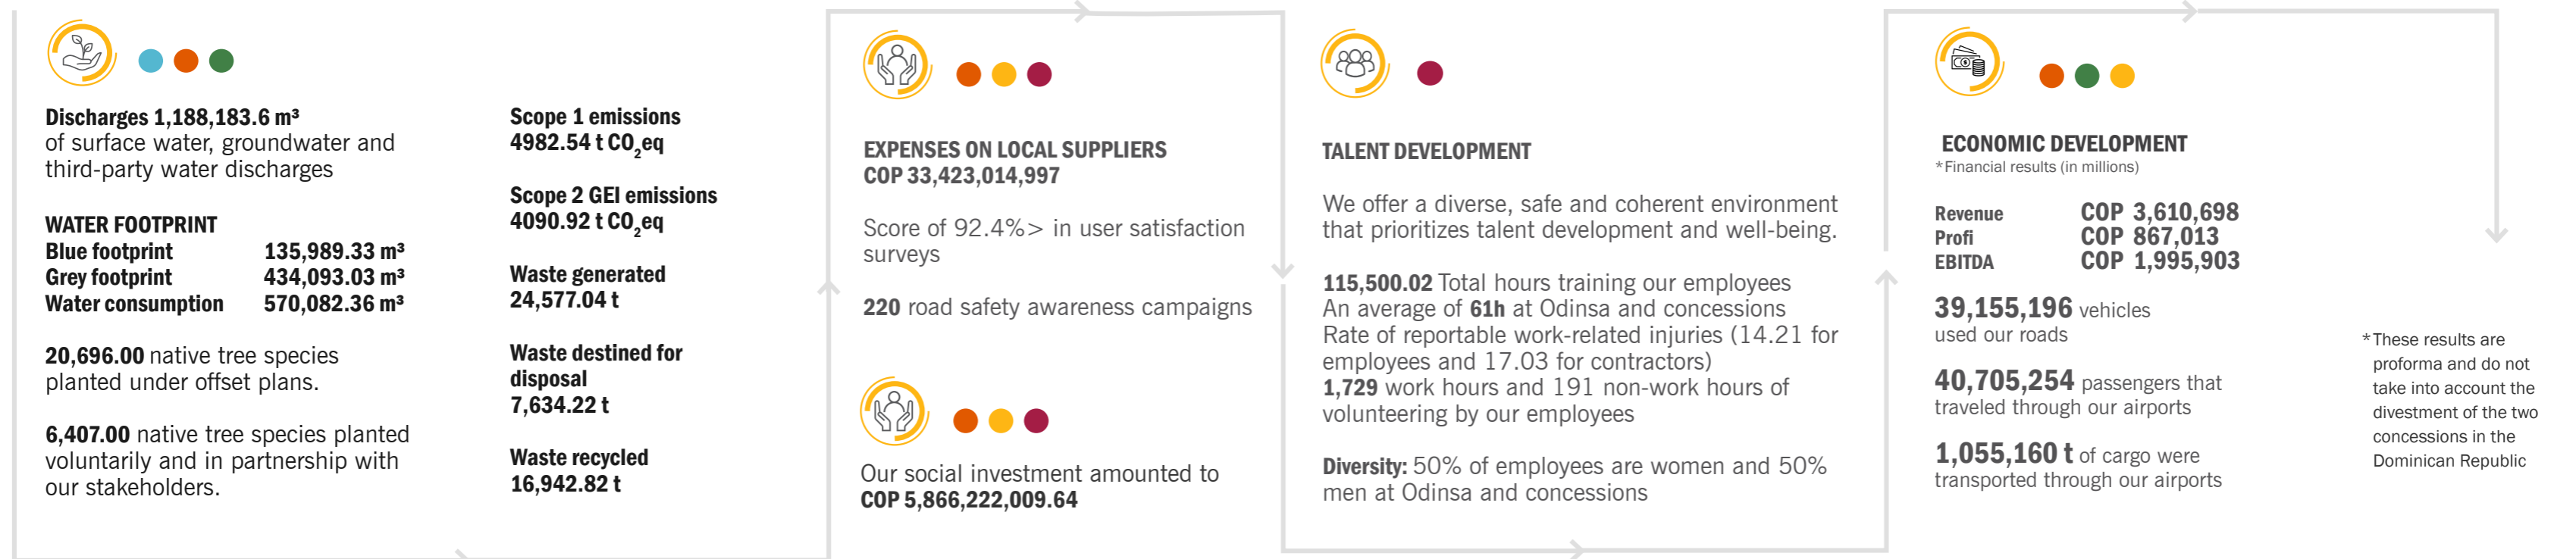 Discharges 1,188,183.6 m³
of surface water, groundwater and
third-party water discharges
WATER FOOTPRINT
Blue footprint 135,989.33 m³
Grey footprint 434,093.03 m³
Water consumption 570,082.36 m³
20,696.00 native tree species
planted under offset plans.
6,407.00 native tree species planted
voluntarily and in partnership with
our stakeholders.
Scope 1 emissions
4982.54 t CO₂eq
Scope 2 GEI emissions
4090.92 t CO₂eq
Waste generated
24,577.04 t
Waste destined for
disposal
7,634.22 t
Waste recycled
16,942.82 t
EXPENSES ON LOCAL SUPPLIERS
COP 33,423,014,997
Score of 92.4%> in user satisfaction
surveys
220 road safety awareness campaigns
Our social investment amounted to
COP 5,866,222,009.64
TALENT DEVELOPMENT
We offer a diverse, safe and coherent environment
that prioritizes talent development and well-being.
115,500.02 Total hours training our employees
An average of 61h at Odinsa and concessions
Rate of reportable work-related injuries (14.21 for
employees and 17.03 for contractors)
1,729 work hours and 191 non-work hours of
volunteering by our employees
Diversity: 50% of employees are women and 50%
men at Odinsa and concessions
ECONOMIC DEVELOPMENT
*Financial results (in millions)
Revenue COP 3,610,698
Profi COP 867,013
EBITDA COP 1,995,903
39,155,196 vehicles
used our roads
40,705,254 passengers that
traveled through our airports
1,055,160 t of cargo were
transported through our airports
*These results are
proforma and do not
take into account the
divestment of the two
concessions in the
Dominican Republic